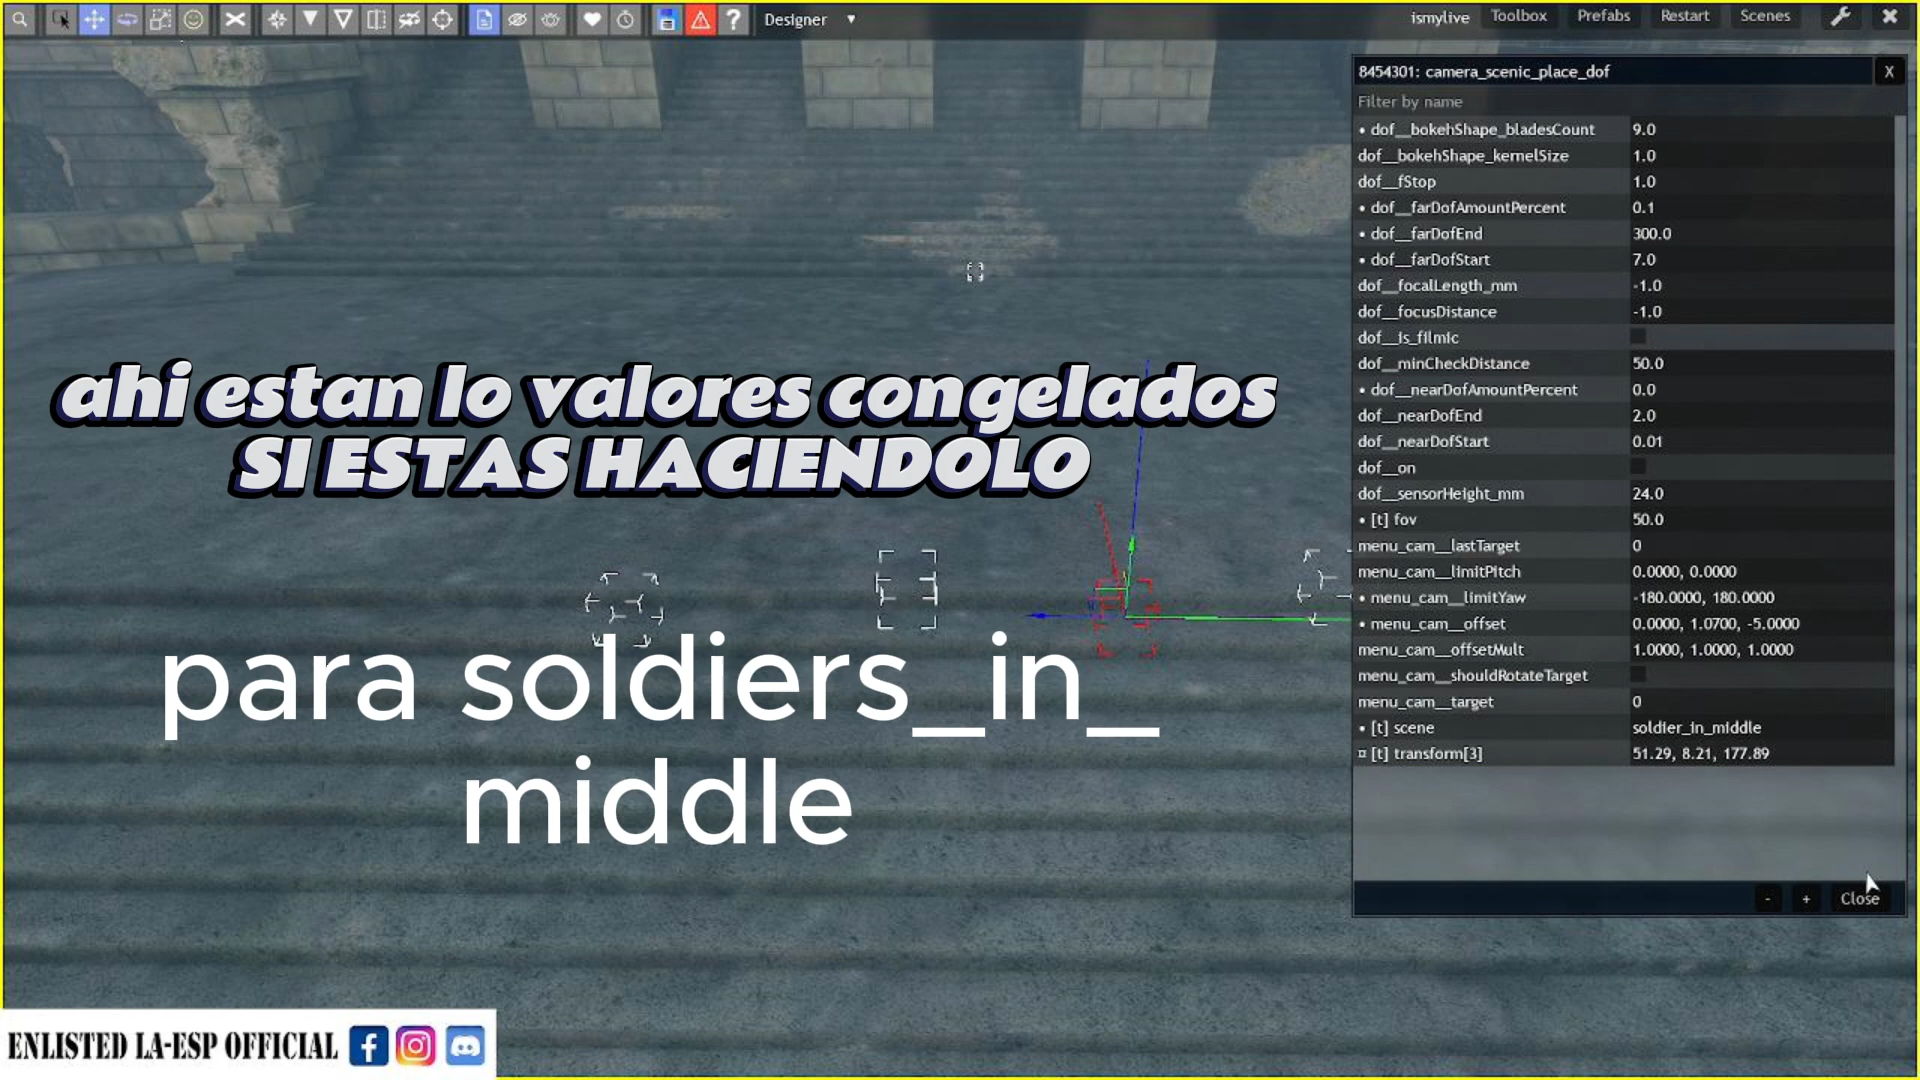 Designer
ismylive
Toolbox
Prefabs
Restart
Scenes
8454301: camera_scenic_place_dof
X
Filter by name
• dof__bokehShape_bladesCount 9.0
dof__bokehShape_kernelSize 1.0
dof__fStop 1.0
• dof__farDofAmountPercent 0.1
• dof__farDofEnd 300.0
• dof__farDofStart 7.0
dof__focalLength_mm -1.0
dof__focusDistance -1.0
dof__is_filmic
dof__minCheckDistance 50.0
• dof__nearDofAmountPercent 0.0
dof__nearDofEnd 2.0
dof__nearDofStart 0.01
dof__on
dof__sensorHeight_mm 24.0
• [t] fov 50.0
menu_cam__lastTarget 0
menu_cam__limitPitch 0.0000, 0.0000
• menu_cam__limitYaw -180.0000, 180.0000
• menu_cam__offset 0.0000, 1.0700, -5.0000
menu_cam__offsetMult 1.0000, 1.0000, 1.0000
menu_cam__shouldRotateTarget
menu_cam__target 0
• [t] scene soldier_in_middle
¤ [t] transform[3] 51.29, 8.21, 177.89
- + Close
ahi estan lo valores congelados
SI ESTAS HACIENDOLO
para soldiers_in_
middle
ENLISTED LA-ESP OFFICIAL